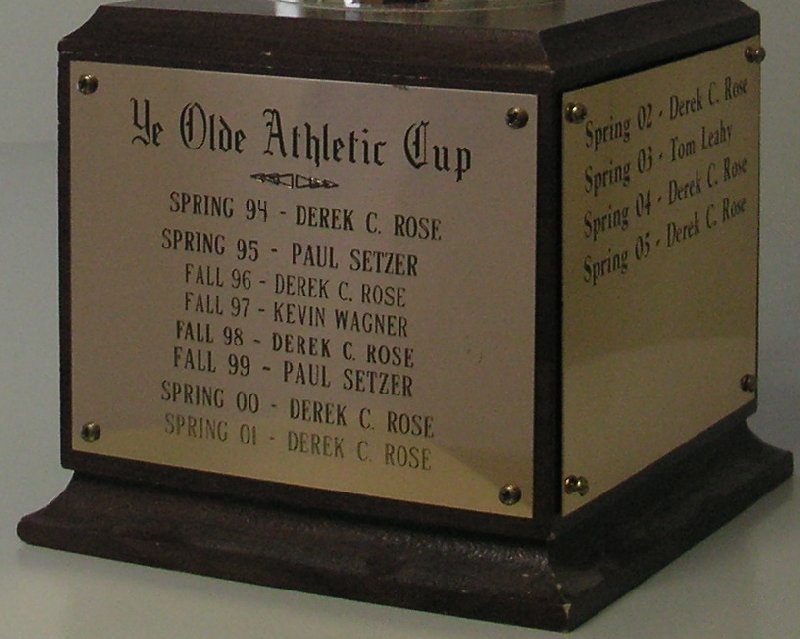 Ye Olde Athletic Cup
SPRING 94 - DEREK C. ROSE
SPRING 95 - PAUL SETZER
FALL 96 - DEREK C. ROSE
FALL 97 - KEVIN WAGNER
FALL 98 - DEREK C. ROSE
FALL 99 - PAUL SETZER
SPRING 00 - DEREK C. ROSE
SPRING 01 - DEREK C. ROSE
Spring 02 - Derek C. Rose
Spring 03 - Tom Leahy
Spring 04 - Derek C. Rose
Spring 05 - Derek C. Rose